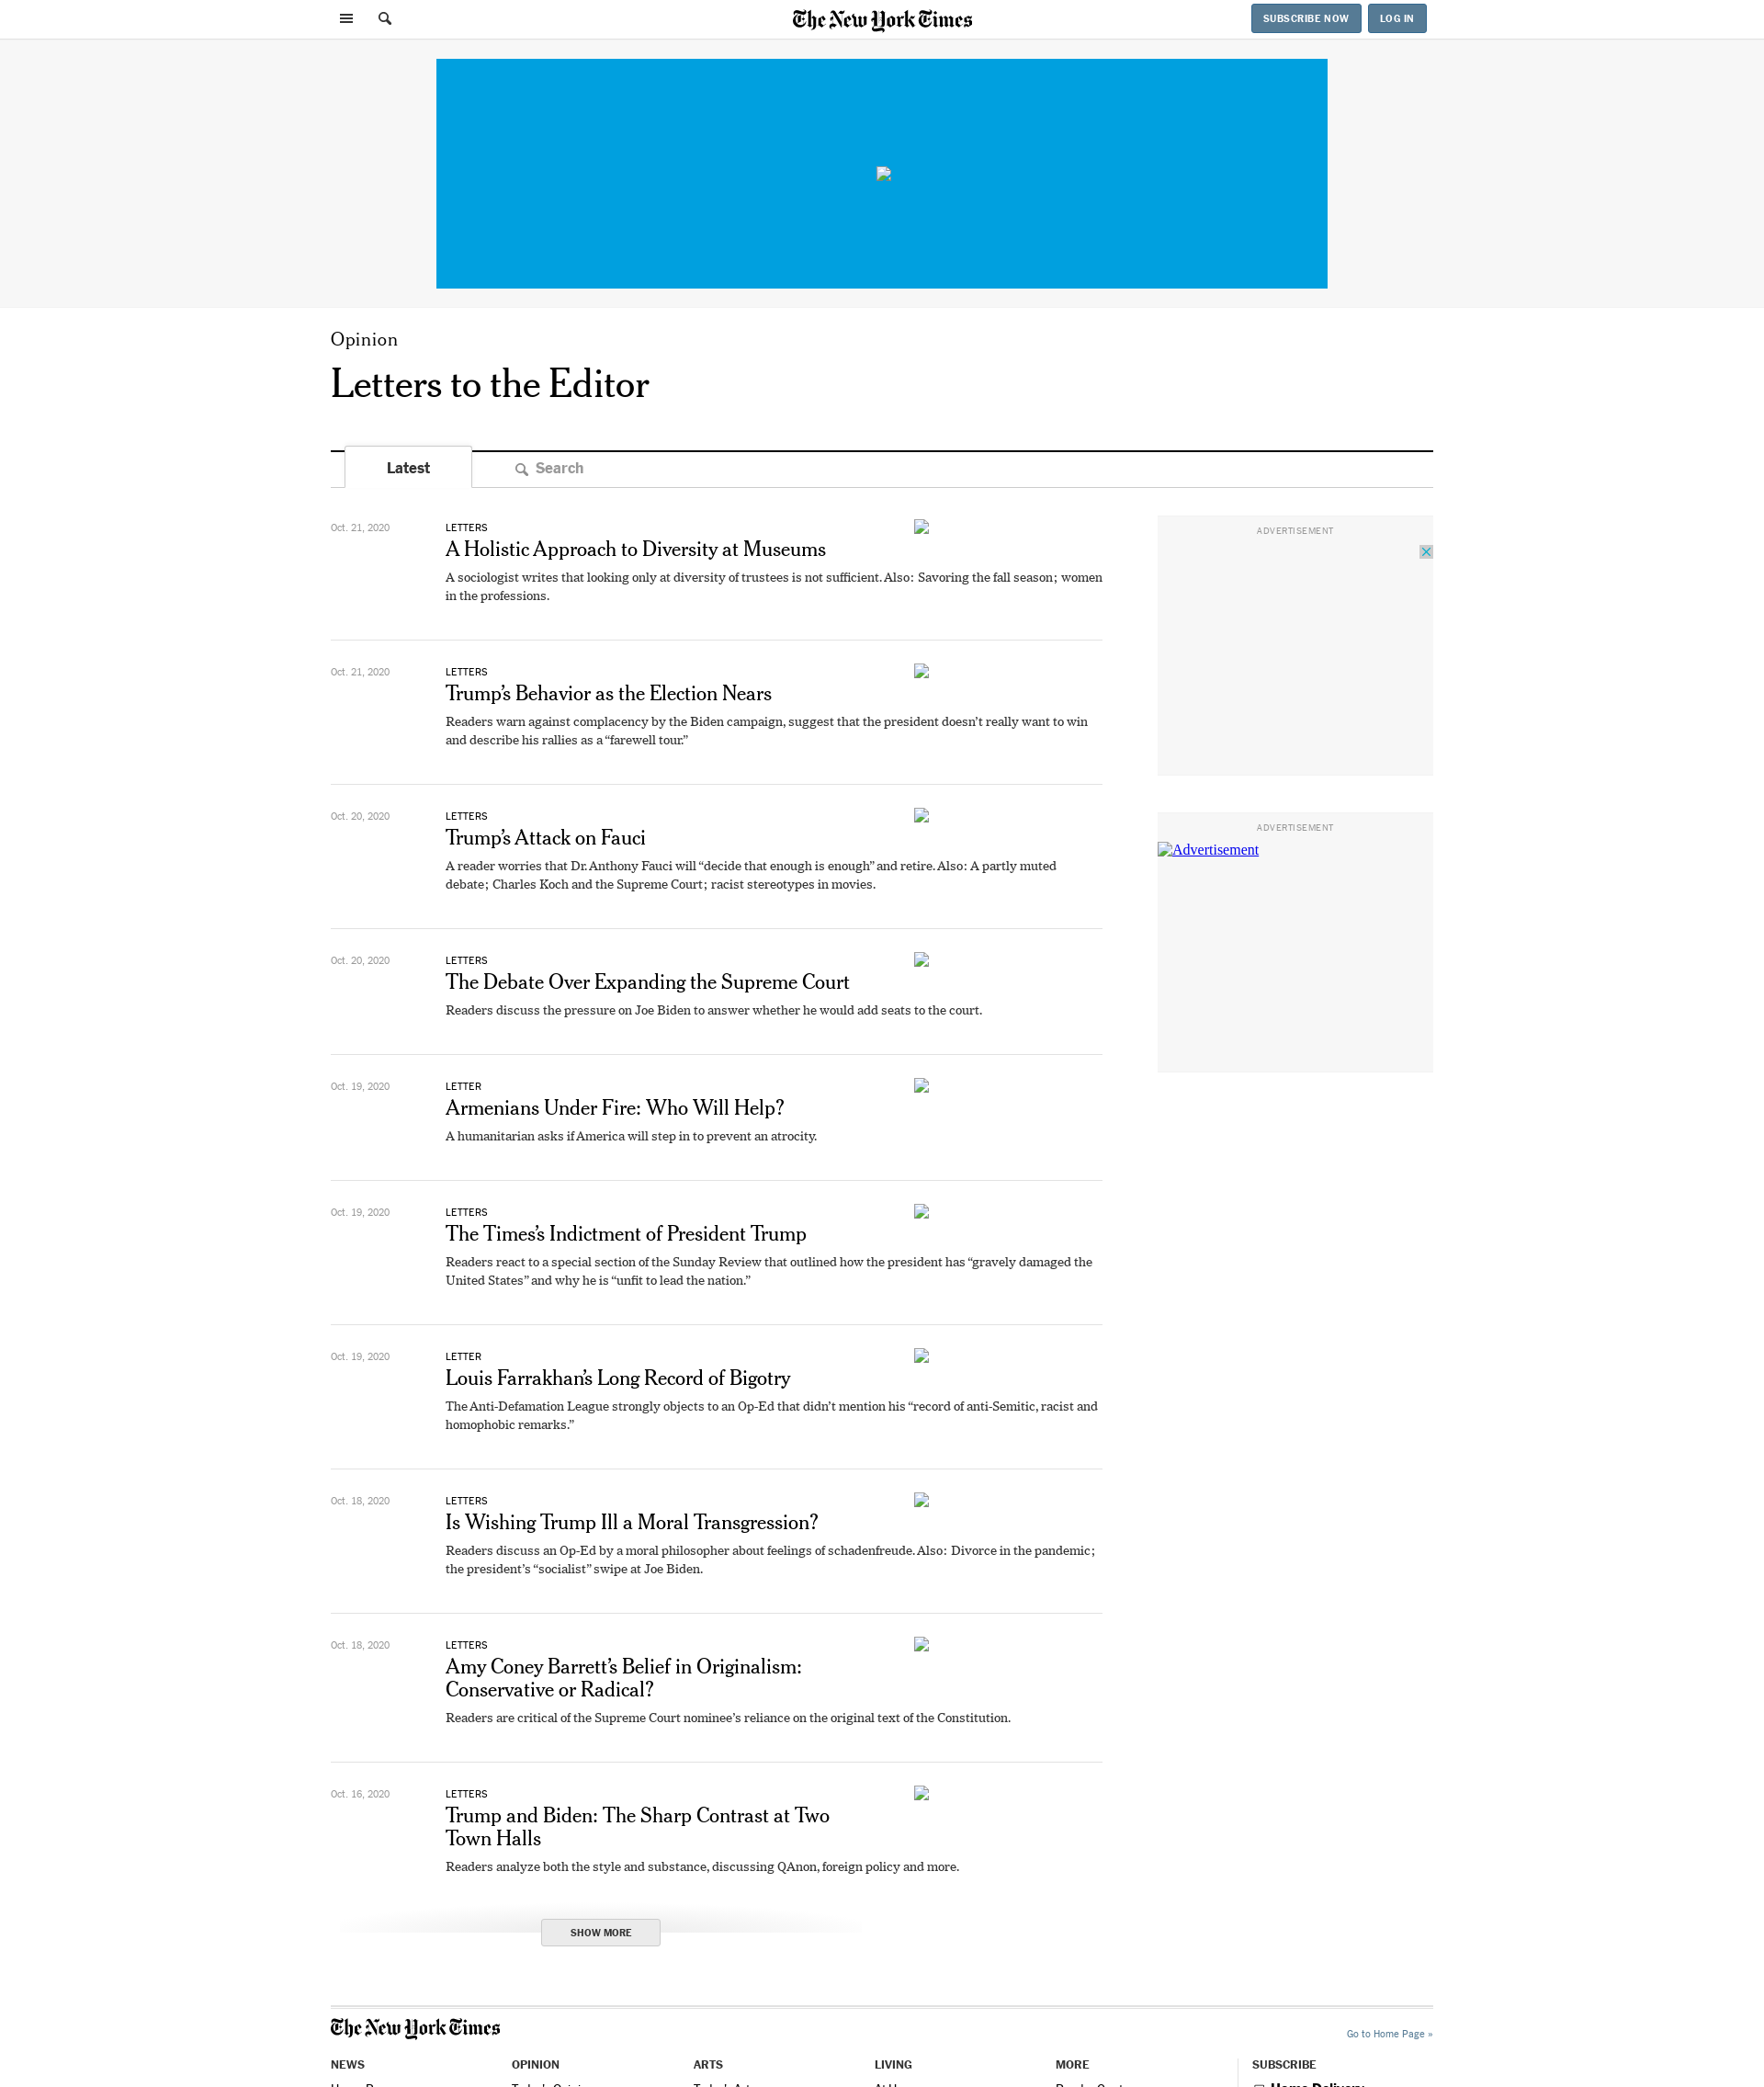 The New York Times
SUBSCRIBE NOW
LOG IN
Opinion
Letters to the Editor
Latest
Search
Oct. 21, 2020
LETTERS
A Holistic Approach to Diversity at Museums
A sociologist writes that looking only at diversity of trustees is not sufficient. Also: Savoring the fall season; women
in the professions.
ADVERTISEMENT
Oct. 21, 2020
LETTERS
Trump’s Behavior as the Election Nears
Readers warn against complacency by the Biden campaign, suggest that the president doesn’t really want to win
and describe his rallies as a “farewell tour.”
Oct. 20, 2020
LETTERS
Trump’s Attack on Fauci
A reader worries that Dr. Anthony Fauci will “decide that enough is enough” and retire. Also: A partly muted
debate; Charles Koch and the Supreme Court; racist stereotypes in movies.
ADVERTISEMENT
Advertisement
Oct. 20, 2020
LETTERS
The Debate Over Expanding the Supreme Court
Readers discuss the pressure on Joe Biden to answer whether he would add seats to the court.
Oct. 19, 2020
LETTER
Armenians Under Fire: Who Will Help?
A humanitarian asks if America will step in to prevent an atrocity.
Oct. 19, 2020
LETTERS
The Times’s Indictment of President Trump
Readers react to a special section of the Sunday Review that outlined how the president has “gravely damaged the
United States” and why he is “unfit to lead the nation.”
Oct. 19, 2020
LETTER
Louis Farrakhan’s Long Record of Bigotry
The Anti-Defamation League strongly objects to an Op-Ed that didn’t mention his “record of anti-Semitic, racist and
homophobic remarks.”
Oct. 18, 2020
LETTERS
Is Wishing Trump Ill a Moral Transgression?
Readers discuss an Op-Ed by a moral philosopher about feelings of schadenfreude. Also: Divorce in the pandemic;
the president’s “socialist” swipe at Joe Biden.
Oct. 18, 2020
LETTERS
Amy Coney Barrett’s Belief in Originalism:
Conservative or Radical?
Readers are critical of the Supreme Court nominee’s reliance on the original text of the Constitution.
Oct. 16, 2020
LETTERS
Trump and Biden: The Sharp Contrast at Two
Town Halls
Readers analyze both the style and substance, discussing QAnon, foreign policy and more.
SHOW MORE
The New York Times
Go to Home Page »
NEWS
OPINION
ARTS
LIVING
MORE
SUBSCRIBE